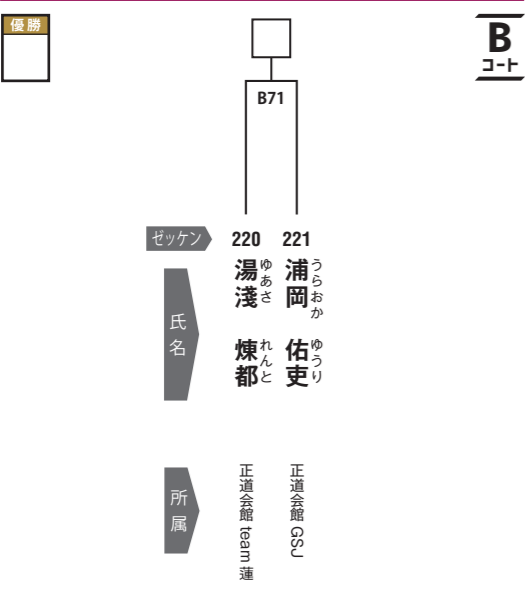 優勝
B
コート
B71
ゼッケン
220
221
氏名
湯淺 煉都
ゆあさ れんと
浦岡 佑吏
うらおか ゆうり
所属
正道会館 team 蓮
正道会館 GSJ